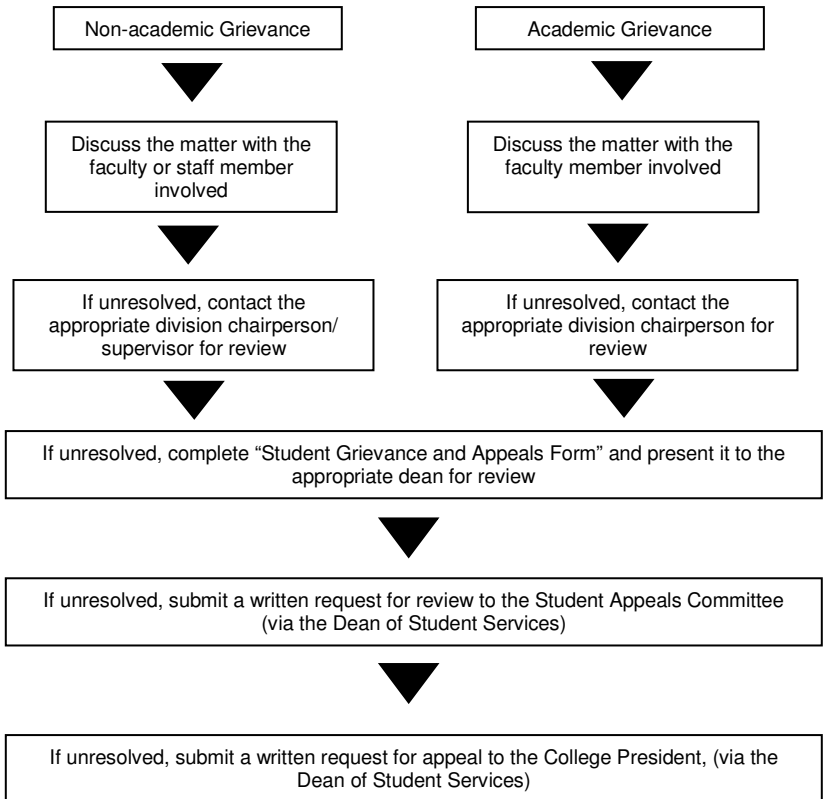 Non-academic Grievance
Academic Grievance
Discuss the matter with the
faculty or staff member
involved
Discuss the matter with the
faculty member involved
If unresolved, contact the
appropriate division chairperson/
supervisor for review
If unresolved, contact the
appropriate division chairperson for
review
If unresolved, complete “Student Grievance and Appeals Form” and present it to the
appropriate dean for review
If unresolved, submit a written request for review to the Student Appeals Committee
(via the Dean of Student Services)
If unresolved, submit a written request for appeal to the College President, (via the
Dean of Student Services)